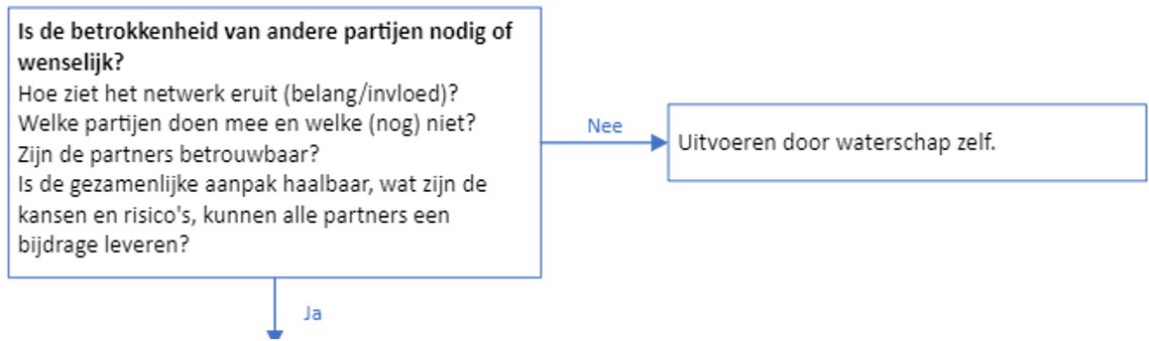 Is de betrokkenheid van andere partijen nodig of
wenselijk?
Hoe ziet het netwerk eruit (belang/invloed)?
Welke partijen doen mee en welke (nog) niet?
Zijn de partners betrouwbaar?
Is de gezamenlijke aanpak haalbaar, wat zijn de
kansen en risico's, kunnen alle partners een
bijdrage leveren?
Nee
Uitvoeren door waterschap zelf.
Ja